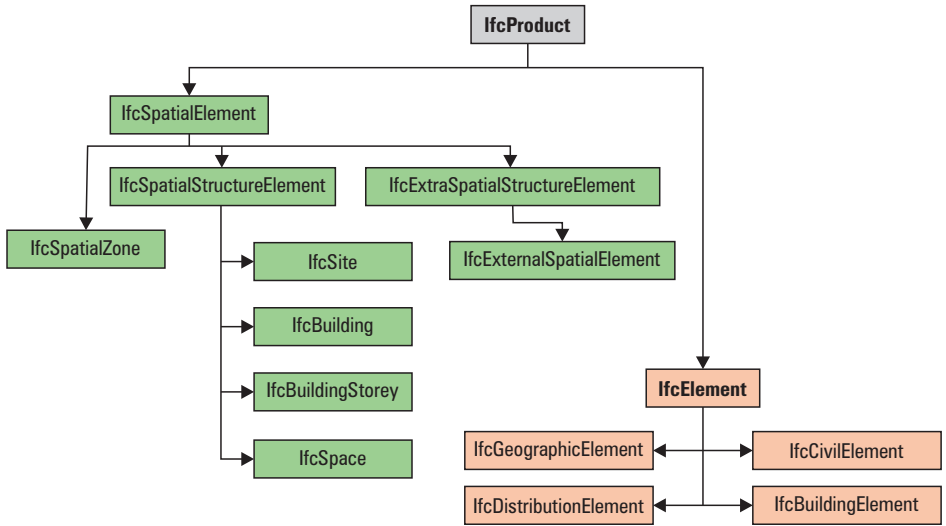 IfcProduct
IfcSpatialElement
IfcSpatialStructureElement
IfcExtraSpatialStructureElement
IfcSpatialZone
IfcExternalSpatialElement
IfcSite
IfcBuilding
IfcBuildingStorey
IfcSpace
IfcElement
IfcGeographicElement
IfcCivilElement
IfcDistributionElement
IfcBuildingElement